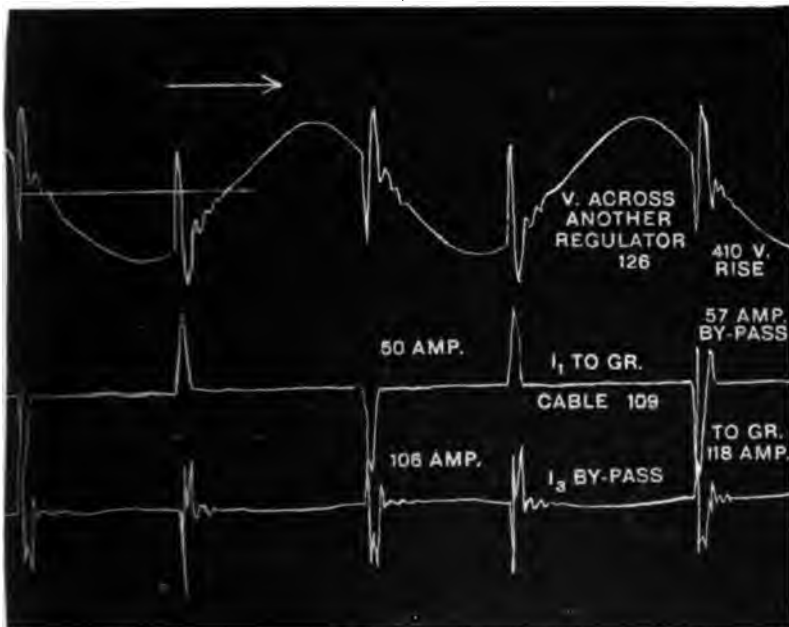 V. ACROSS
ANOTHER
REGULATOR
126
410 V.
RISE
57 AMP.
BY-PASS
50 AMP.
I₁ TO GR.
CABLE 109
TO GR.
118 AMP.
106 AMP.
I₃ BY-PASS